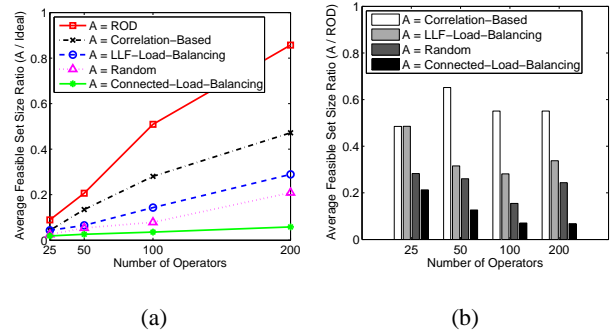 Average Feasible Set Size Ratio (A / Ideal)
1
0.8
0.6
0.4
0.2
0
A = ROD
A = Correlation−Based
A = LLF−Load−Balancing
A = Random
A = Connected−Load−Balancing
25 50 100 200
Number of Operators
(a)
Average Feasible Set Size Ratio (A / ROD)
1
0.8
0.6
0.4
0.2
0
A = Correlation−Based
A = LLF−Load−Balancing
A = Random
A = Connected−Load−Balancing
25 50 100 200
Number of Operators
(b)